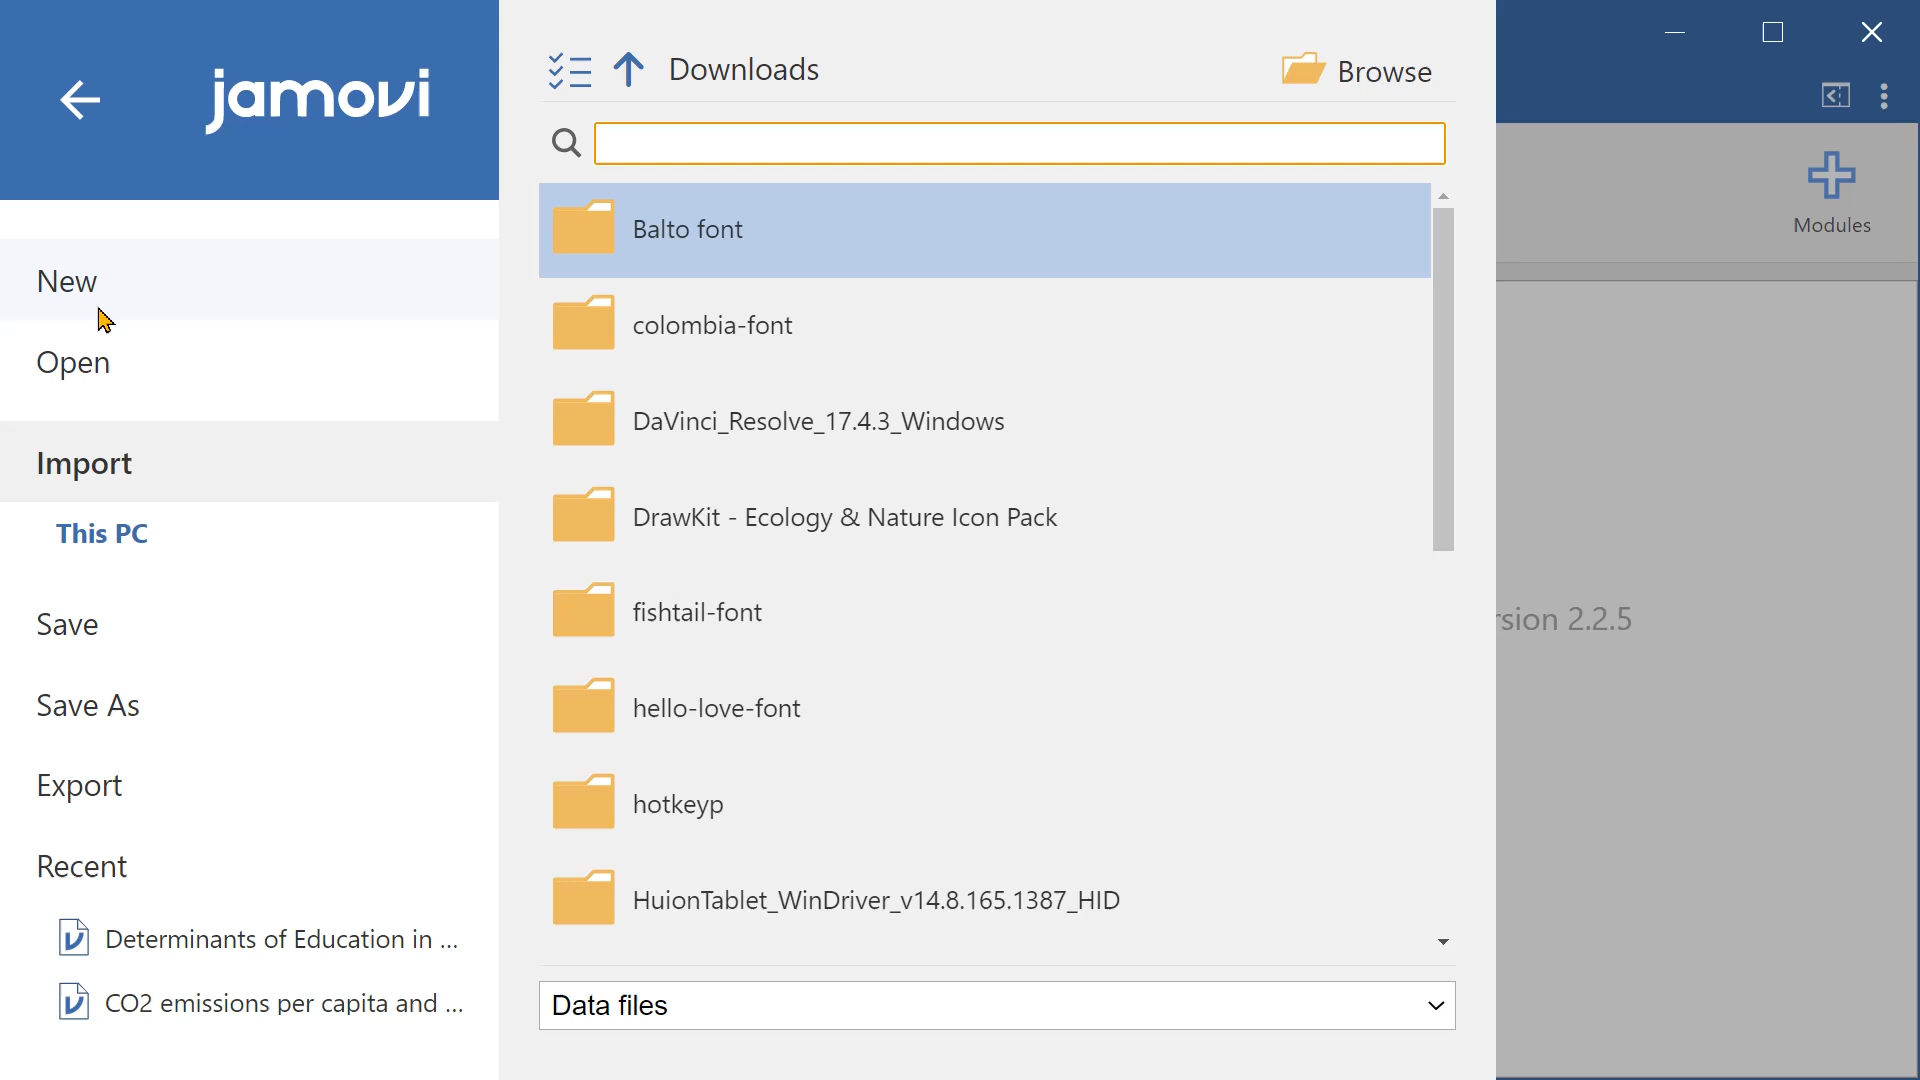 jamovi
New
Open
Import
This PC
Save
Save As
Export
Recent
Determinants of Education in ...
CO2 emissions per capita and ...
Downloads
Browse
Balto font
colombia-font
DaVinci_Resolve_17.4.3_Windows
DrawKit - Ecology & Nature Icon Pack
fishtail-font
hello-love-font
hotkeyp
HuionTablet_WinDriver_v14.8.165.1387_HID
Data files
Modules
rsion 2.2.5